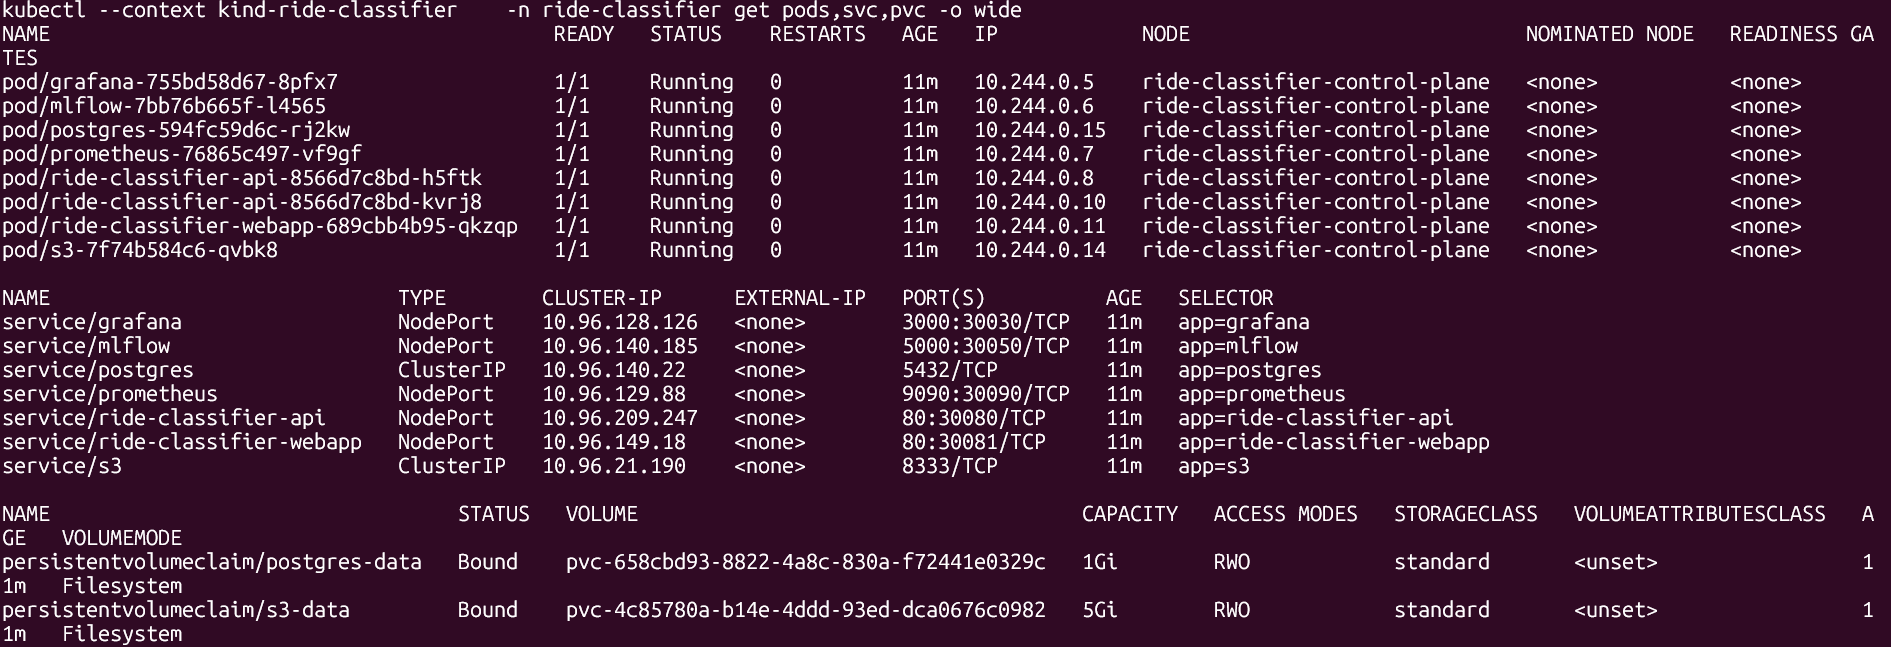 kubectl --context kind-ride-classifier    -n ride-classifier get pods,svc,pvc -o wide
NAME                                          READY   STATUS    RESTARTS   AGE   IP            NODE                            NOMINATED NODE   READINESS GA
TES
pod/grafana-755bd58d67-8pfx7                  1/1     Running   0          11m   10.244.0.5    ride-classifier-control-plane   <none>           <none>
pod/mlflow-7bb76b665f-l4565                   1/1     Running   0          11m   10.244.0.6    ride-classifier-control-plane   <none>           <none>
pod/postgres-594fc59d6c-rj2kw                 1/1     Running   0          11m   10.244.0.15   ride-classifier-control-plane   <none>           <none>
pod/prometheus-76865c497-vf9gf                1/1     Running   0          11m   10.244.0.7    ride-classifier-control-plane   <none>           <none>
pod/ride-classifier-api-8566d7c8bd-h5ftk      1/1     Running   0          11m   10.244.0.8    ride-classifier-control-plane   <none>           <none>
pod/ride-classifier-api-8566d7c8bd-kvrj8      1/1     Running   0          11m   10.244.0.10   ride-classifier-control-plane   <none>           <none>
pod/ride-classifier-webapp-689cbb4b95-qkzqp   1/1     Running   0          11m   10.244.0.11   ride-classifier-control-plane   <none>           <none>
pod/s3-7f74b584c6-qvbk8                       1/1     Running   0          11m   10.244.0.14   ride-classifier-control-plane   <none>           <none>

NAME                             TYPE        CLUSTER-IP      EXTERNAL-IP   PORT(S)          AGE   SELECTOR
service/grafana                  NodePort    10.96.128.126   <none>        3000:30030/TCP   11m   app=grafana
service/mlflow                   NodePort    10.96.140.185   <none>        5000:30050/TCP   11m   app=mlflow
service/postgres                 ClusterIP   10.96.140.22    <none>        5432/TCP         11m   app=postgres
service/prometheus               NodePort    10.96.129.88    <none>        9090:30090/TCP   11m   app=prometheus
service/ride-classifier-api      NodePort    10.96.209.247   <none>        80:30080/TCP     11m   app=ride-classifier-api
service/ride-classifier-webapp   NodePort    10.96.149.18    <none>        80:30081/TCP     11m   app=ride-classifier-webapp
service/s3                       ClusterIP   10.96.21.190    <none>        8333/TCP         11m   app=s3

NAME                                  STATUS   VOLUME                                     CAPACITY   ACCESS MODES   STORAGECLASS   VOLUMEATTRIBUTESCLASS   A
GE   VOLUMEMODE
persistentvolumeclaim/postgres-data   Bound    pvc-658cbd93-8822-4a8c-830a-f72441e0329c   1Gi        RWO            standard       <unset>                 1
1m   Filesystem
persistentvolumeclaim/s3-data         Bound    pvc-4c85780a-b14e-4ddd-93ed-dca0676c0982   5Gi        RWO            standard       <unset>                 1
1m   Filesystem